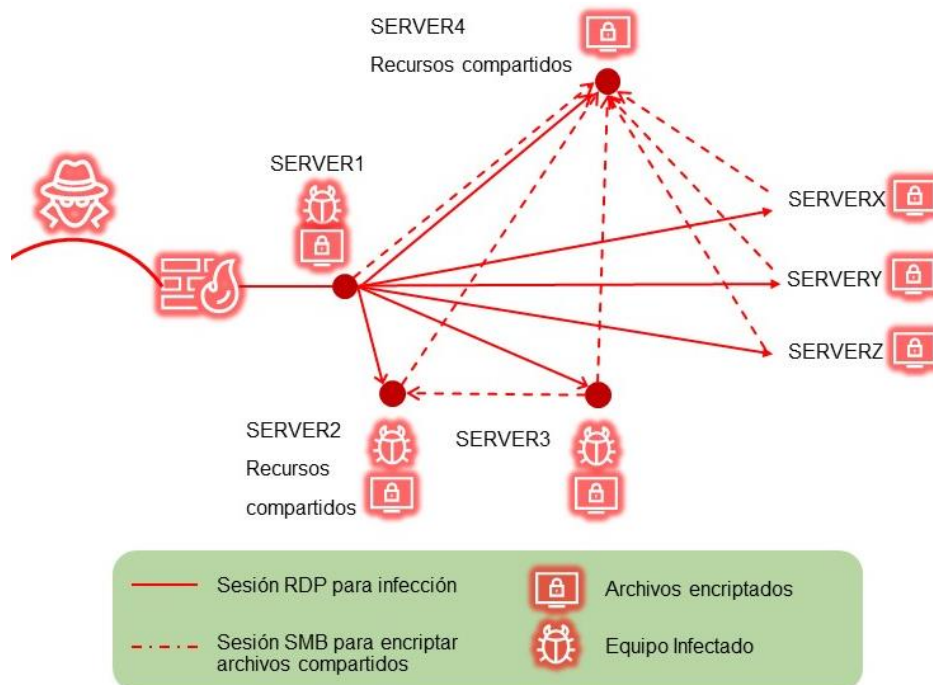 SERVER4
Recursos compartidos
SERVER1
SERVERX
SERVERY
SERVERZ
SERVER2
Recursos
compartidos
SERVER3
Sesión RDP para infección
Archivos encriptados
Sesión SMB para encriptar
archivos compartidos
Equipo Infectado